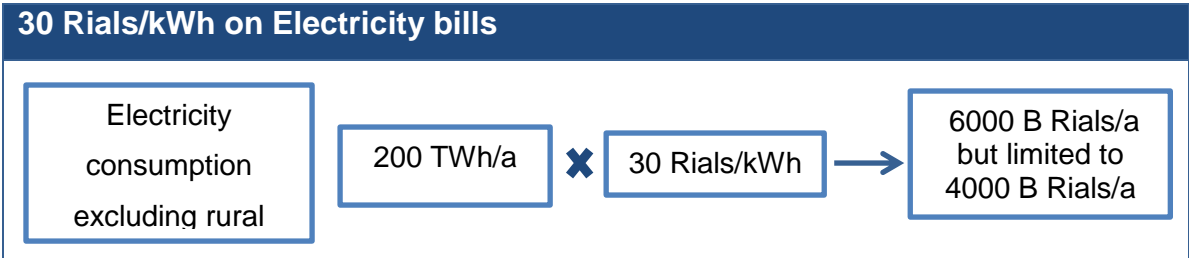 30 Rials/kWh on Electricity bills
Electricity
consumption
excluding rural
200 TWh/a
30 Rials/kWh
6000 B Rials/a
but limited to
4000 B Rials/a